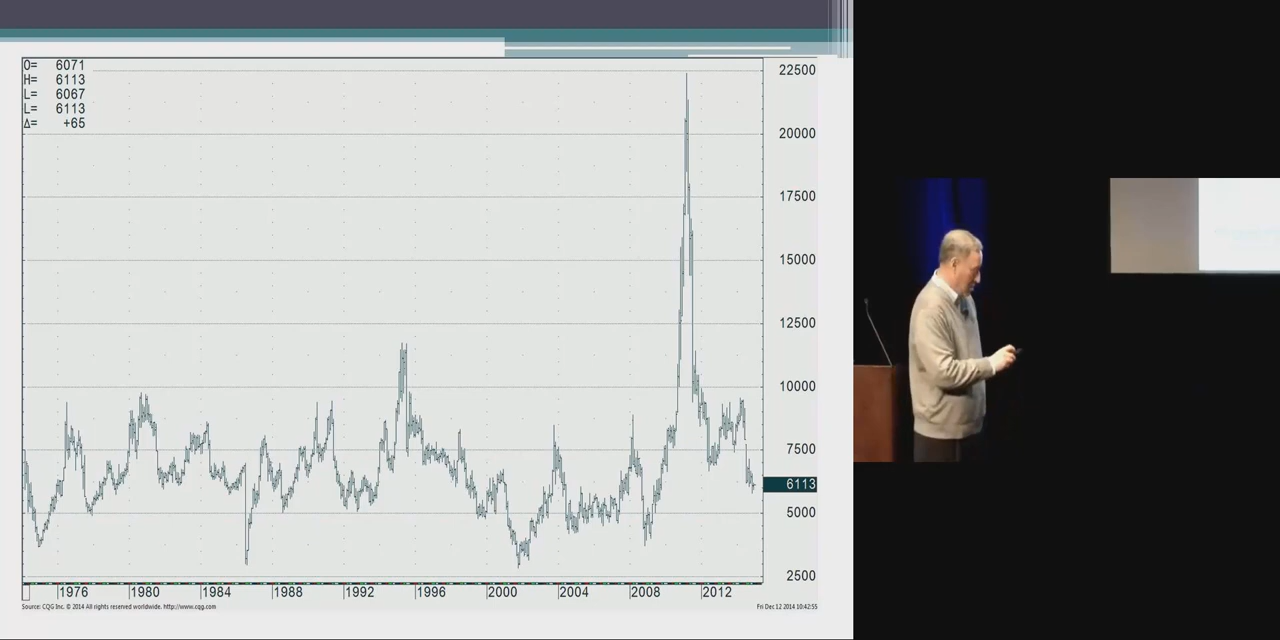 O= 6071
H= 6113
L= 6067
L= 6113
Δ= +65
22500
20000
17500
15000
12500
10000
7500
6113
5000
2500
1976 1980 1984 1988 1992 1996 2000 2004 2008 2012
Source: CQG Inc. © 2014 All rights reserved worldwide. http://www.cqg.com
Fri Dec 12 2014 10:42:55